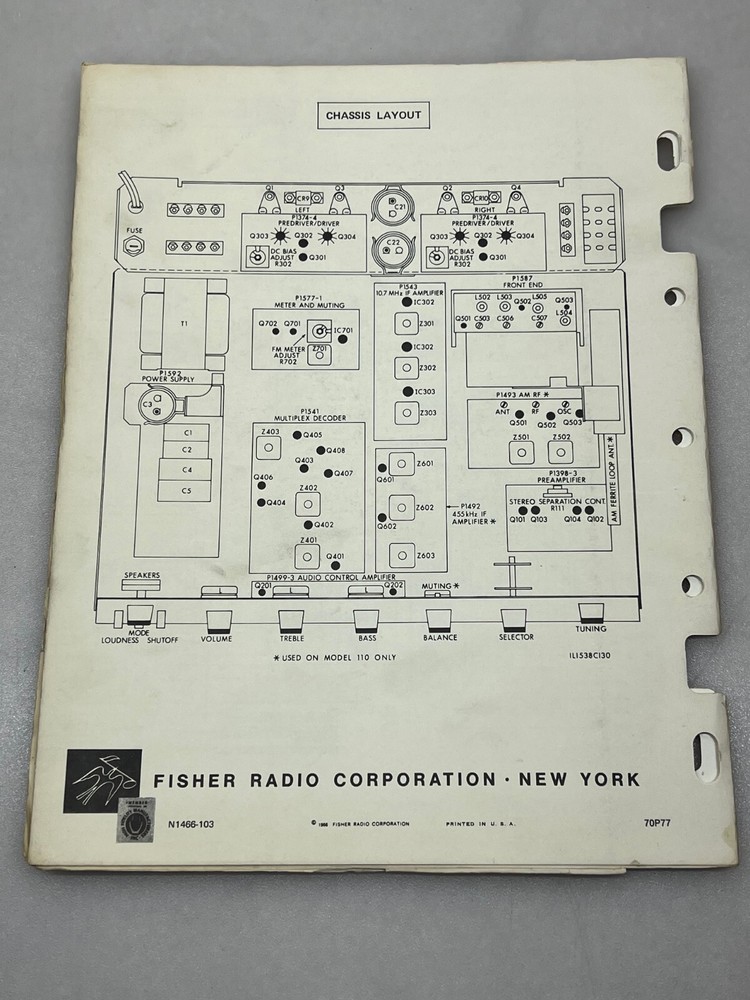 CHASSIS LAYOUT
Q1
CR9
Q3
LEFT
C21
Q2
CR10
Q4
RIGHT
FUSE
P1374-4
PREDRIVER/DRIVER
Q303
Q302
Q304
DC BIAS
ADJUST
R302
Q301
C22
P1374-4
PREDRIVER/DRIVER
Q303
Q302
Q304
DC BIAS
ADJUST
R302
Q301
T1
P1577-1
METER AND MUTING
Q702
Q701
IC701
FM METER
ADJUST
R702
Z701
P1543
10.7 MHz IF AMPLIFIER
IC302
Z301
IC302
Z302
IC303
Z303
P1587
FRONT END
L502
L503
Q502
L505
Q503
L504
Q501
C503
C506
C507
P1592
POWER SUPPLY
C3
C1
C2
C4
C5
P1541
MULTIPLEX DECODER
Z403
Q405
Q408
Q403
Q407
Q406
Z402
Q404
Q402
Z401
Q401
Z601
Q601
Z602
Q602
Z603
P1492
455kHz IF
AMPLIFIER *
P1493 AM RF *
ANT
RF
OSC
Q501
Q502
Q503
Z501
Z502
P1398-3
PREAMPLIFIER
STEREO SEPARATION CONT.
R111
Q101
Q103
Q104
Q102
AM FERRITE LOOP ANT. *
P1499-3 AUDIO CONTROL AMPLIFIER
Q201
Q202
SPEAKERS
MUTING *
MODE
LOUDNESS SHUTOFF
VOLUME
TREBLE
BASS
BALANCE
SELECTOR
TUNING
* USED ON MODEL 110 ONLY
IL1538C130
FISHER RADIO CORPORATION · NEW YORK
N1466-103
FISHER RADIO CORPORATION
PRINTED IN U. S. A.
70P77